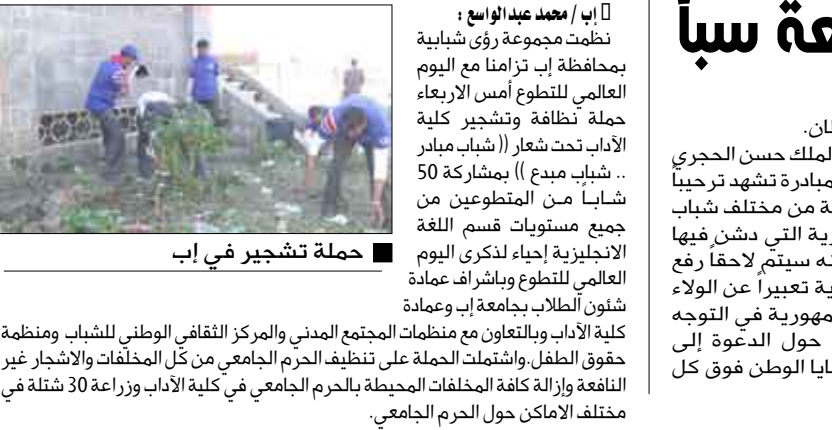 عة سبأ
ان.
الملك حسن الحجري
مبادرة تشهد ترحيباً
ة من مختلف شباب
رية التي دشن فيها
نه سيتم لاحقاً رفع
ية تعبيراً عن الولاء
مهورية في التوجه
حول الدعوة إلى
ايا الوطن فوق كل
إب / محمد عبدالواسع :
نظمت مجموعة رؤى شبابية
بمحافظة إب تزامنا مع اليوم
العالمي للتطوع أمس الاربعاء
حملة نظافة وتشجير كلية
الآداب تحت شعار (( شباب مبادر
.. شباب مبدع )) بمشاركة 50
شاباً من المتطوعين من
جميع مستويات قسم اللغة
الانجليزية إحياء لذكرى اليوم
العالمي للتطوع وباشراف عمادة
شئون الطلاب بجامعة إب وعمادة
كلية الآداب وبالتعاون مع منظمات المجتمع المدني والمركز الثقافي الوطني للشباب ومنظمة
حقوق الطفل.واشتملت الحملة على تنظيف الحرم الجامعي من كل المخلفات والاشجار غير
النافعة وإزالة كافة المخلفات المحيطة بالحرم الجامعي في كلية الآداب وزراعة 30 شتلة في
مختلف الاماكن حول الحرم الجامعي.
■ حملة تشجير في إب